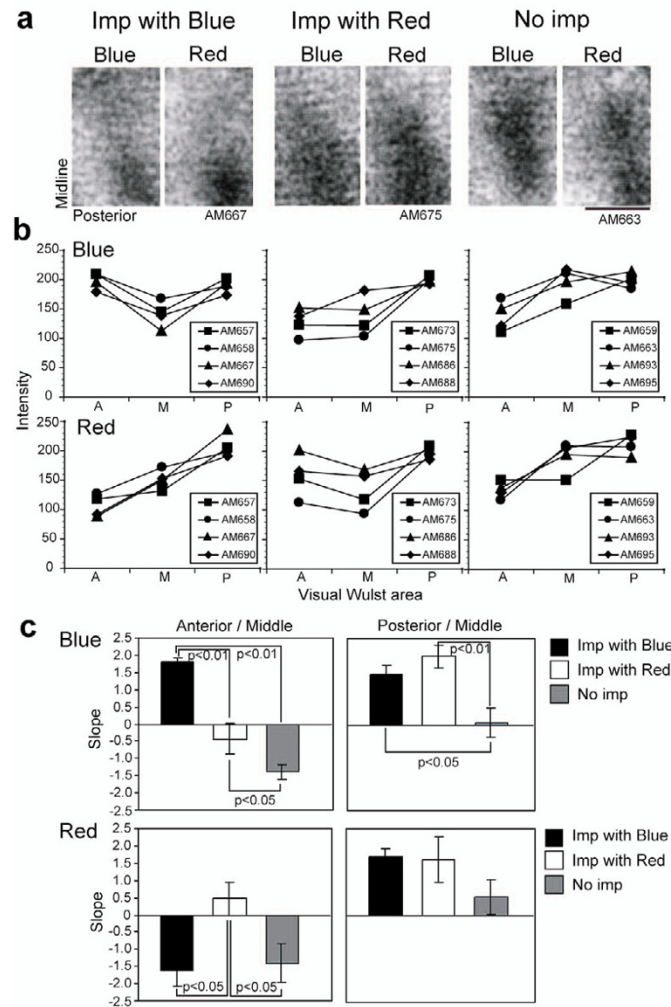 a
Imp with Blue Imp with Red No imp
Blue Red Blue Red Blue Red
Midline
Posterior AM667 AM675 AM663
b
Blue
Intensity
250
200
150
100
50
0
A M P A M P A M P
AM657 AM673 AM659
AM658 AM675 AM663
AM667 AM686 AM693
AM690 AM688 AM695
Red
250
200
150
100
50
0
AM657 AM673 AM659
AM658 AM675 AM663
AM667 AM686 AM693
AM690 AM688 AM695
A M P A M P A M P
Visual Wulst area
c
Anterior / Middle Posterior / Middle
Blue
Slope
2.5
2.0
1.5
1.0
0.5
0
-0.5
-1.0
-1.5
-2.0
-2.5
p<0.01 p<0.01 p<0.01
p<0.05 p<0.05
Imp with Blue
Imp with Red
No imp
Red
Slope
2.5
2.0
1.5
1.0
0.5
0
-0.5
-1.0
-1.5
-2.0
-2.5
p<0.05 p<0.05
Imp with Blue
Imp with Red
No imp